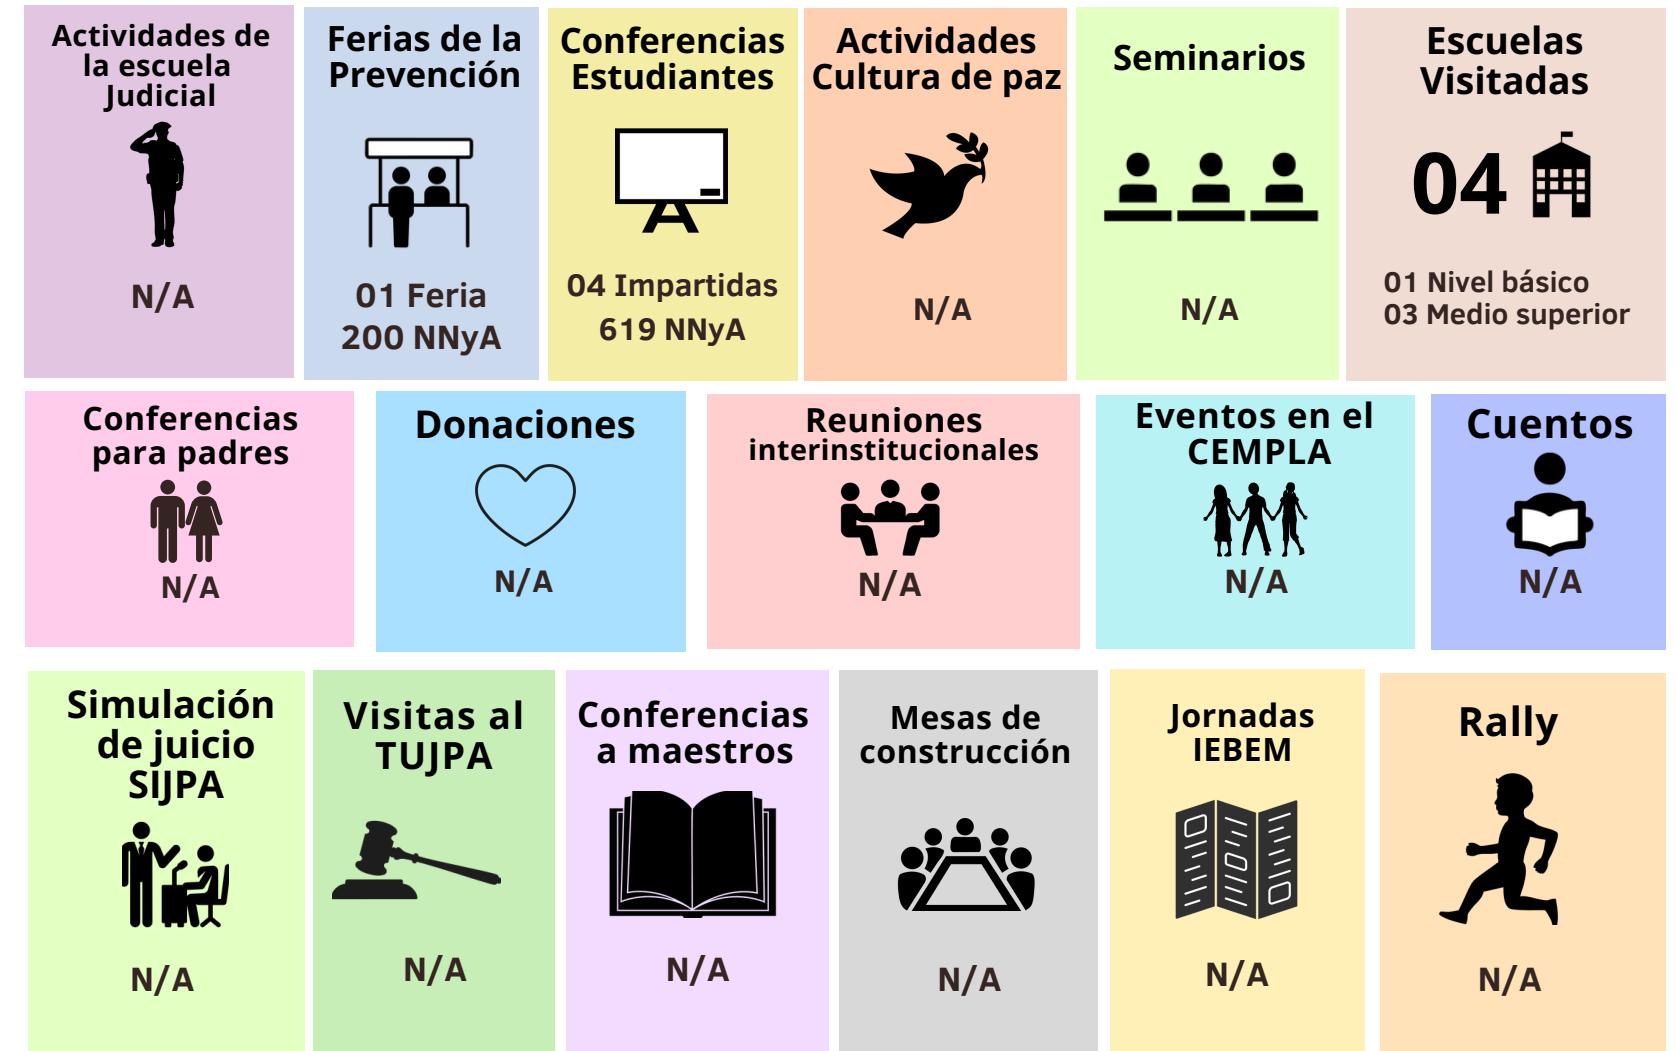 Actividades de
la escuela
Judicial
N/A
Ferias de la
Prevención
01 Feria
200 NNyA
Conferencias
Estudiantes
04 Impartidas
619 NNyA
Actividades
Cultura de paz
N/A
Seminarios
N/A
Escuelas
Visitadas
04
01 Nivel básico
03 Medio superior
Conferencias
para padres
N/A
Donaciones
N/A
Reuniones
interinstitucionales
N/A
Eventos en el
CEMPLA
N/A
Cuentos
N/A
Simulación
de juicio
SIJPA
N/A
Visitas al
TUJPA
N/A
Conferencias
a maestros
N/A
Mesas de
construcción
N/A
Jornadas
IEBEM
N/A
Rally
N/A